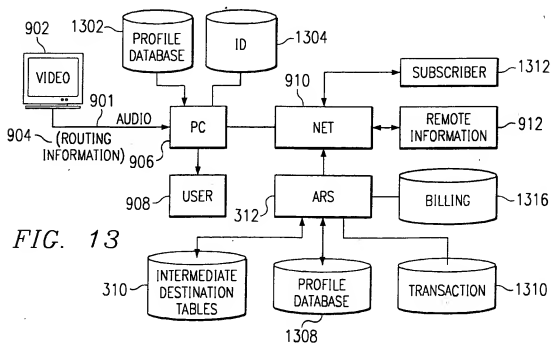 902
1302
1304
VIDEO
PROFILE
DATABASE
ID
910
SUBSCRIBER
1312
901
AUDIO
904
(ROUTING
INFORMATION)
PC
906
NET
REMOTE
INFORMATION
912
USER
908
ARS
312
BILLING
1316
FIG. 13
310
INTERMEDIATE
DESTINATION
TABLES
PROFILE
DATABASE
1308
TRANSACTION
1310